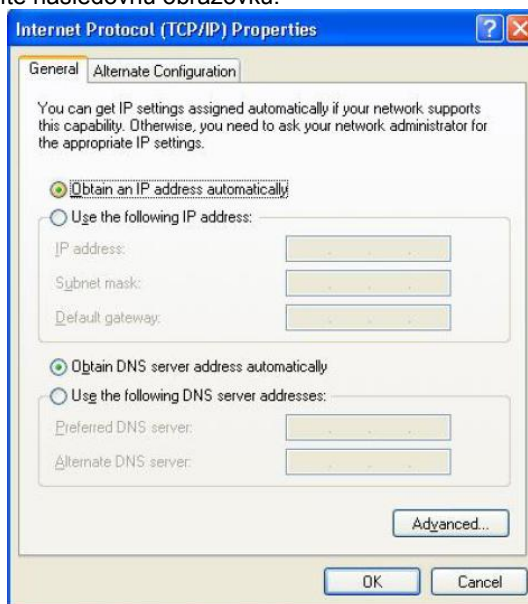 následovnú obrazovku:
Internet Protocol (TCP/IP) Properties
General
Alternate Configuration
You can get IP settings assigned automatically if your network supports
this capability. Otherwise, you need to ask your network administrator for
the appropriate IP settings.
Obtain an IP address automatically
Use the following IP address:
IP address:
Subnet mask:
Default gateway:
Obtain DNS server address automatically
Use the following DNS server addresses:
Preferred DNS server:
Alternate DNS server:
Advanced...
OK
Cancel